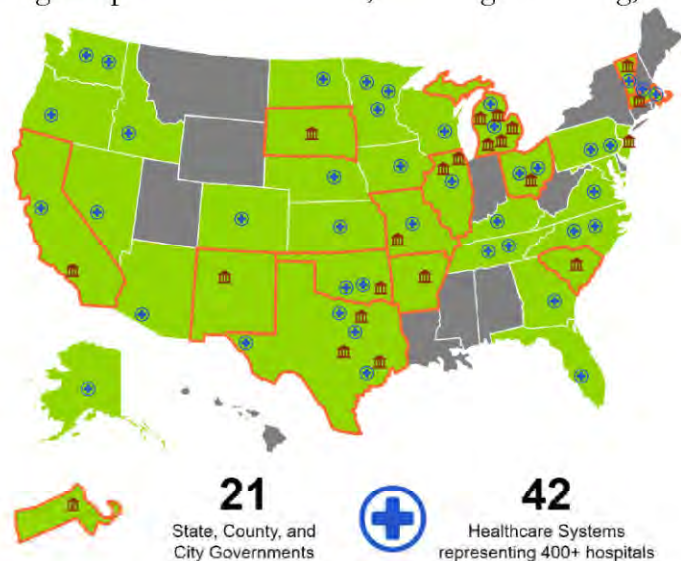 21
State, County, and
City Governments
42
Healthcare Systems
representing 400+ hospitals